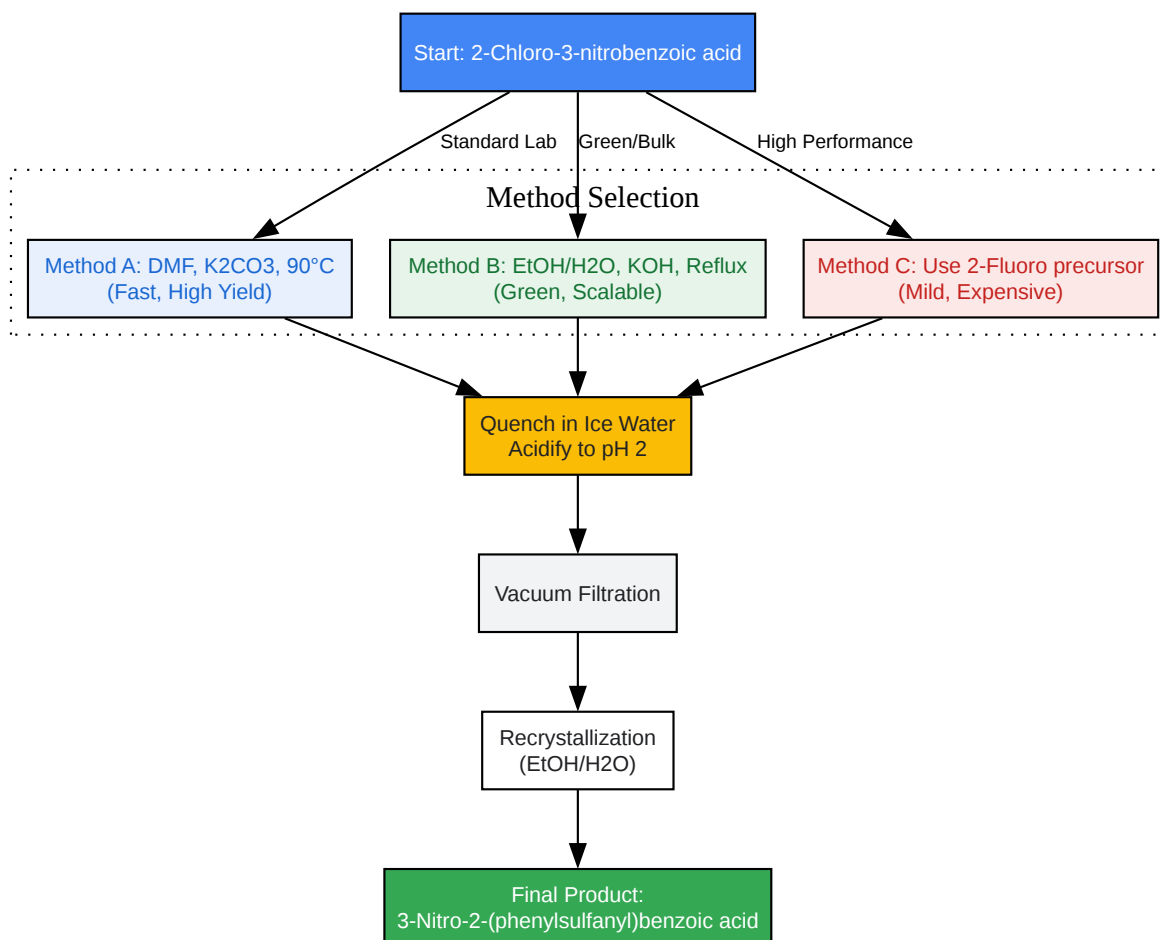 Start: 2-Chloro-3-nitrobenzoic acid
Standard Lab
Green/Bulk
High Performance
Method Selection
Method A: DMF, K2CO3, 90°C
(Fast, High Yield)
Method B: EtOH/H2O, KOH, Reflux
(Green, Scalable)
Method C: Use 2-Fluoro precursor
(Mild, Expensive)
Quench in Ice Water
Acidify to pH 2
Vacuum Filtration
Recrystallization
(EtOH/H2O)
Final Product:
3-Nitro-2-(phenylsulfanyl)benzoic acid